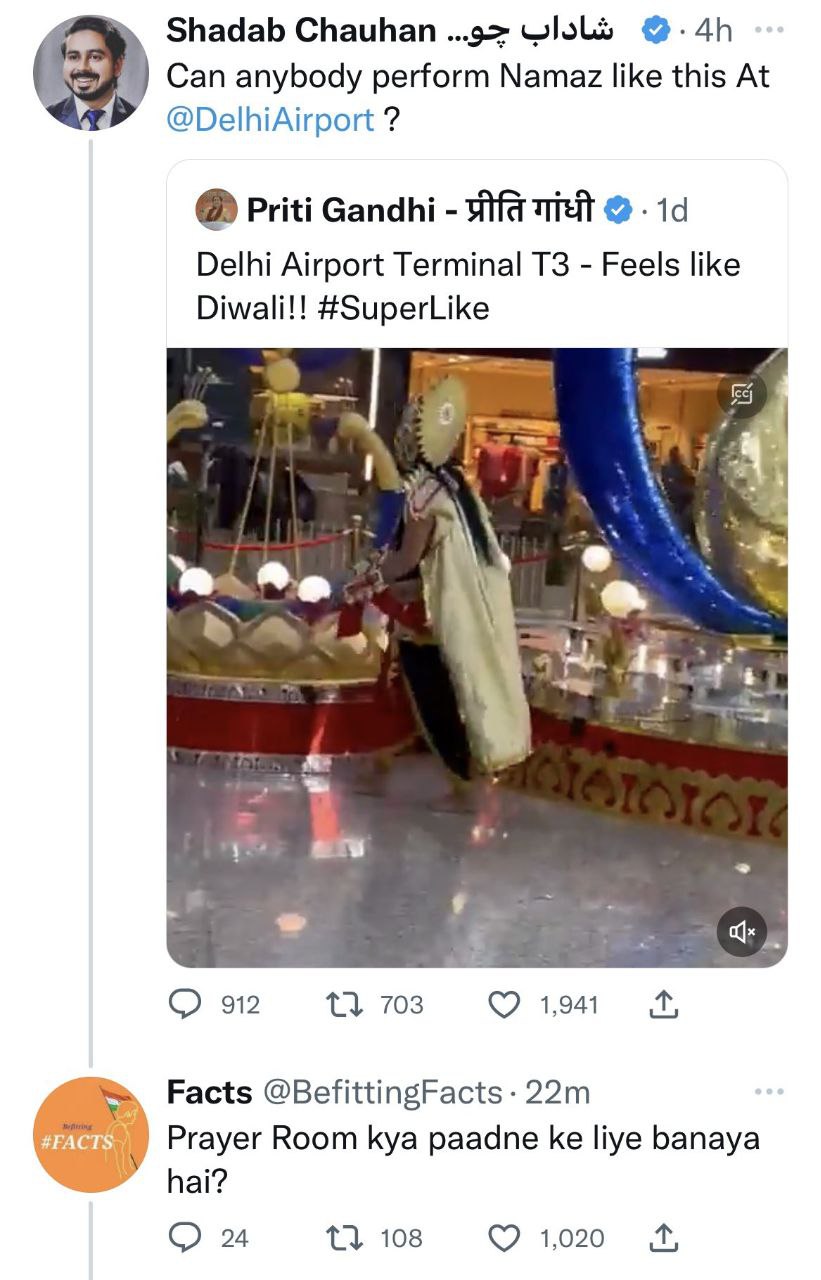 Shadab Chauhan شاداب چو... · 4h
Can anybody perform Namaz like this At
@DelhiAirport ?
Priti Gandhi - प्रीति गांधी · 1d
Delhi Airport Terminal T3 - Feels like
Diwali!! #SuperLike
CC
912 703 1,941
Facts @BefittingFacts · 22m
Befitting
#FACTS
Prayer Room kya paadne ke liye banaya
hai?
24 108 1,020